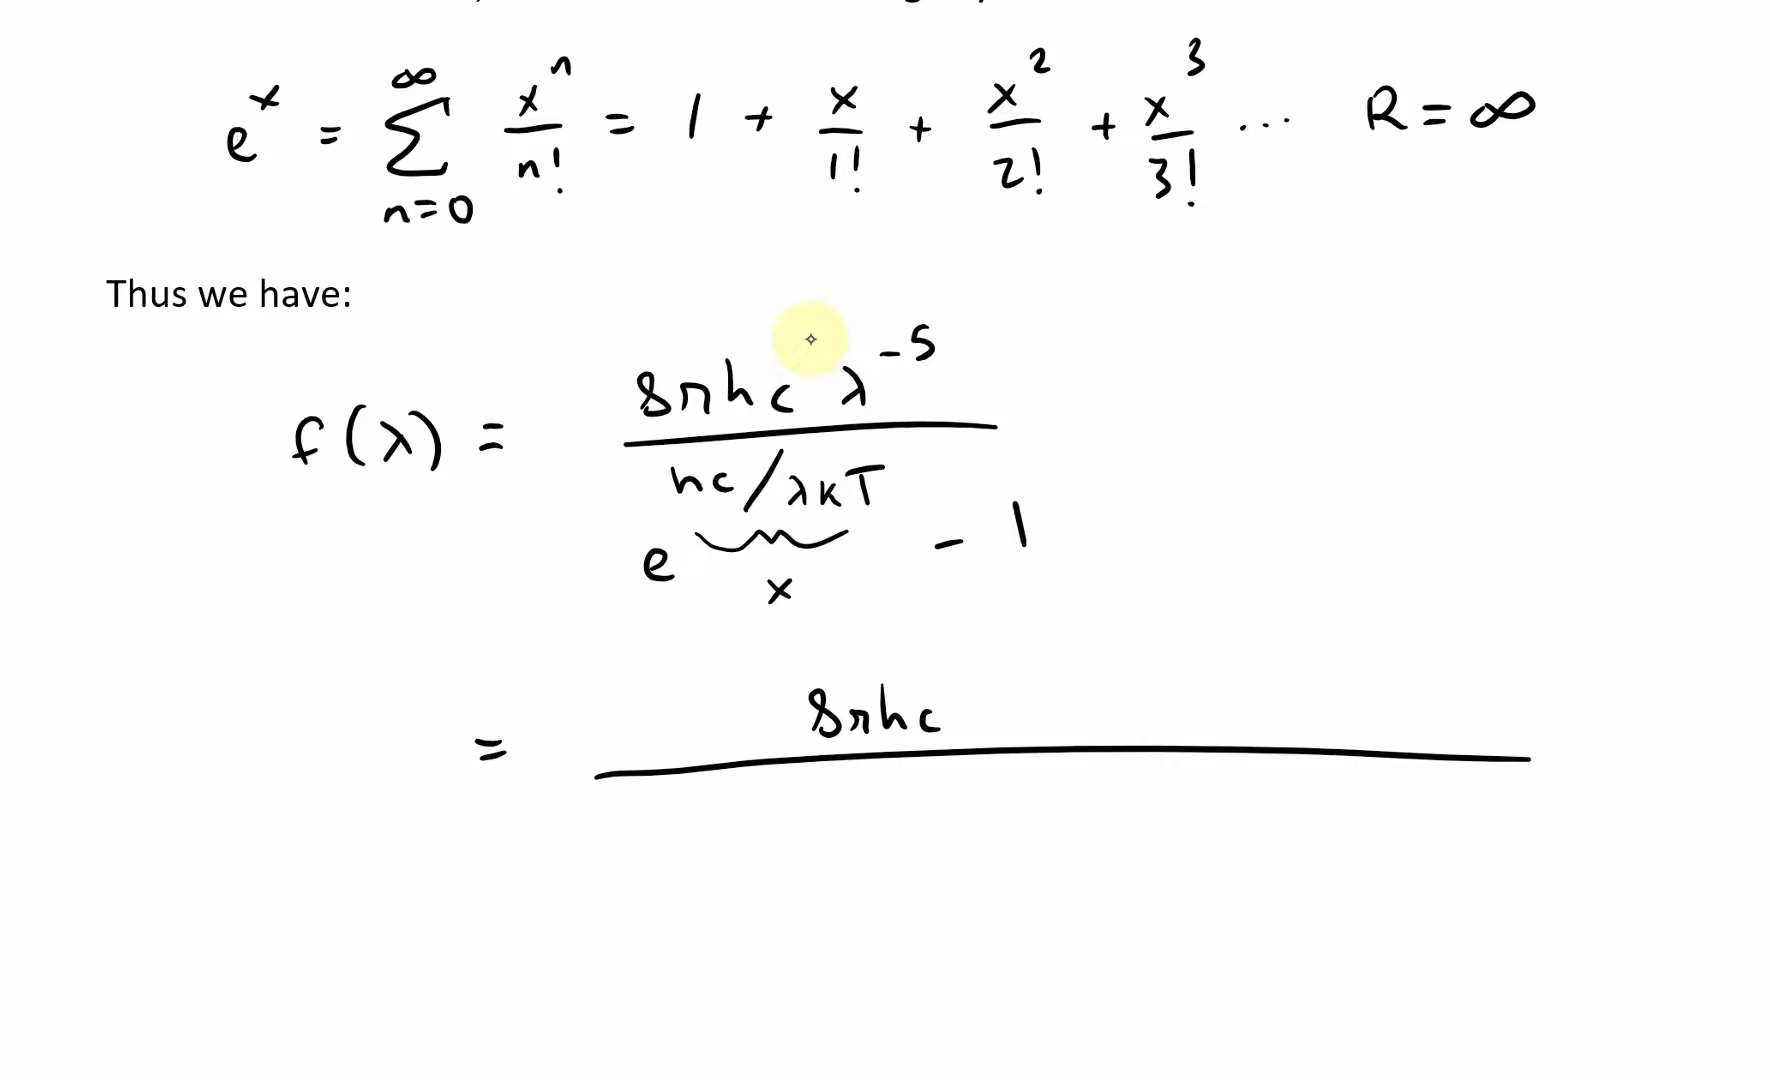 e^x = ∑_{n=0}^{∞} x^n/n! = 1 + x/1! + x^2/2! + x^3/3! ... R = ∞
Thus we have:
f(λ) = 8πhc λ^{-5} / (e^{hc/λkT} - 1)
x
= 8πhc